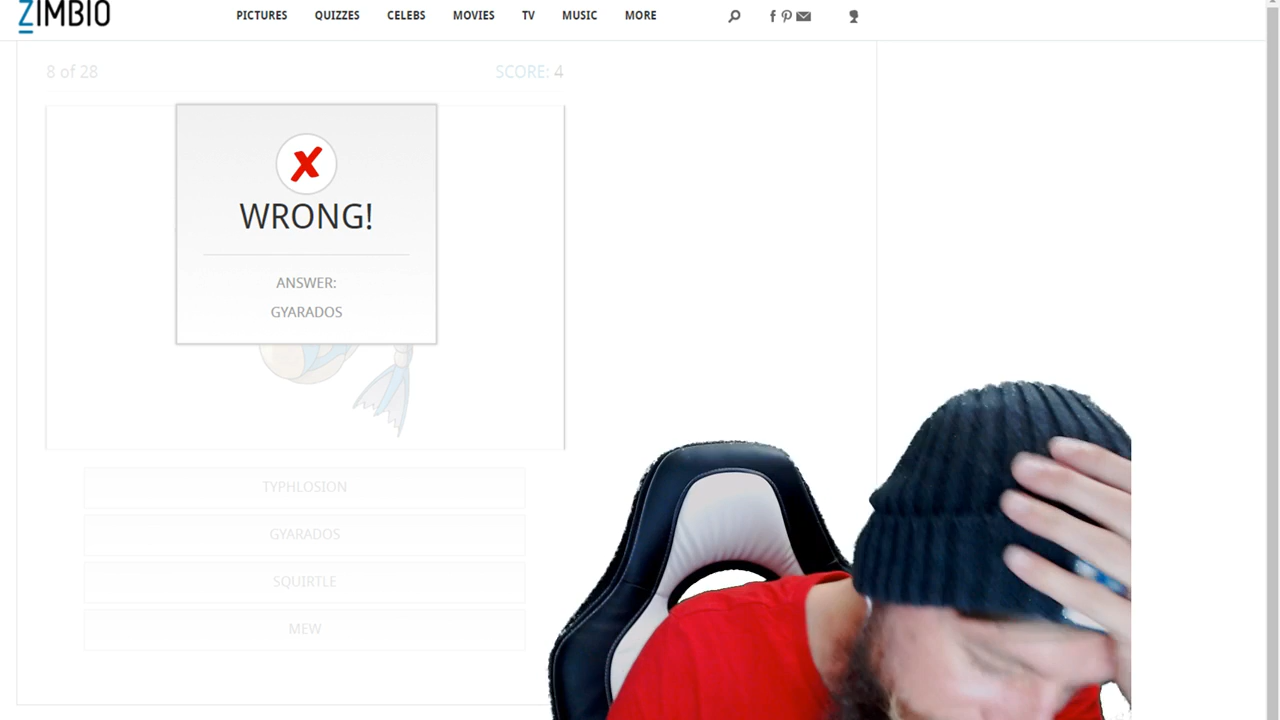 ZIMBIO
PICTURES QUIZZES CELEBS MOVIES TV MUSIC MORE
8 of 28 SCORE: 4
WRONG!
ANSWER:
GYARADOS
TYPHLOSION
GYARADOS
SQUIRTLE
MEW